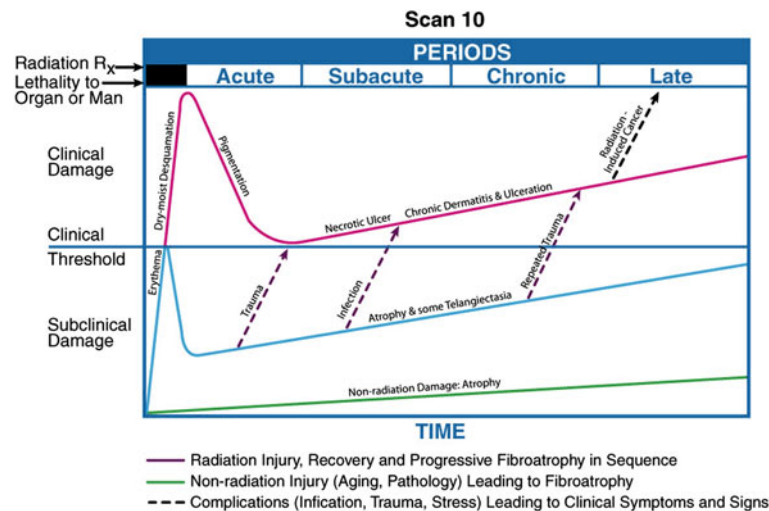 Scan 10
PERIODS
Radiation Rx
Lethality to
Organ or Man
Acute
Subacute
Chronic
Late
Clinical
Damage
Clinical
Threshold
Subclinical
Damage
Erythema
Dry-moist Desquamation
Pigmentation
Necrotic Ulcer
Chronic Dermatitis & Ulceration
Radiation -
Induced Cancer
Trauma
Infection
Repeated Trauma
Atrophy & some Telangiectasia
Non-radiation Damage: Atrophy
TIME
Radiation Injury, Recovery and Progressive Fibroatrophy in Sequence
Non-radiation Injury (Aging, Pathology) Leading to Fibroatrophy
Complications (Infication, Trauma, Stress) Leading to Clinical Symptoms and Signs